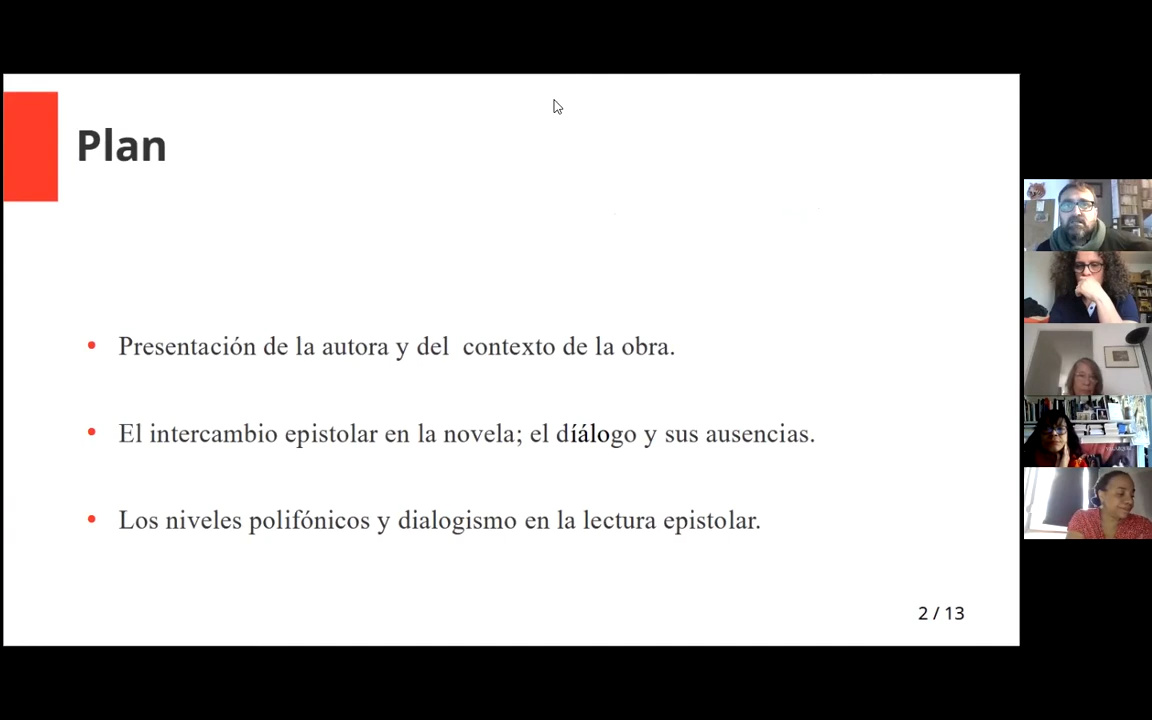 Plan
• Presentación de la autora y del  contexto de la obra.
• El intercambio epistolar en la novela; el díálogo y sus ausencias.
• Los niveles polifónicos y dialogismo en la lectura epistolar.
2 / 13